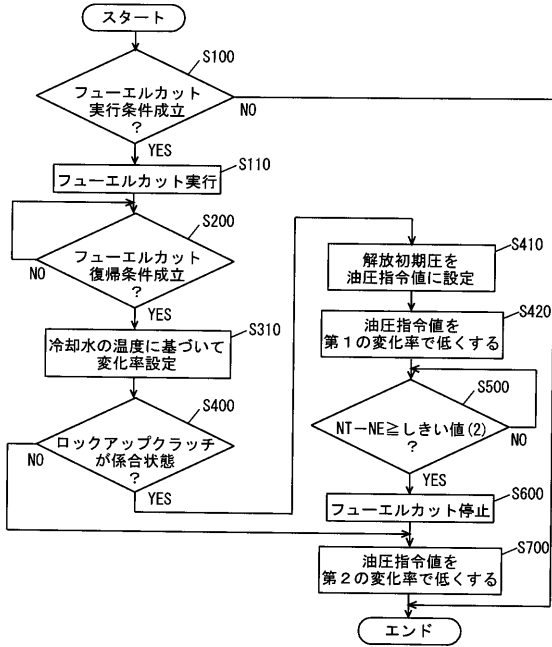 スタート
S100
フューエルカット
実行条件成立
?
NO
YES
S110
フューエルカット実行
S200
フューエルカット
復帰条件成立
?
NO
YES
S310
冷却水の温度に基づいて
変化率設定
S400
ロックアップクラッチ
が係合状態
?
NO
YES
S410
解放初期圧を
油圧指令値に設定
S420
油圧指令値を
第1の変化率で低くする
S500
NT-NE≧しきい値(2)
?
NO
YES
S600
フューエルカット停止
S700
油圧指令値を
第2の変化率で低くする
エンド